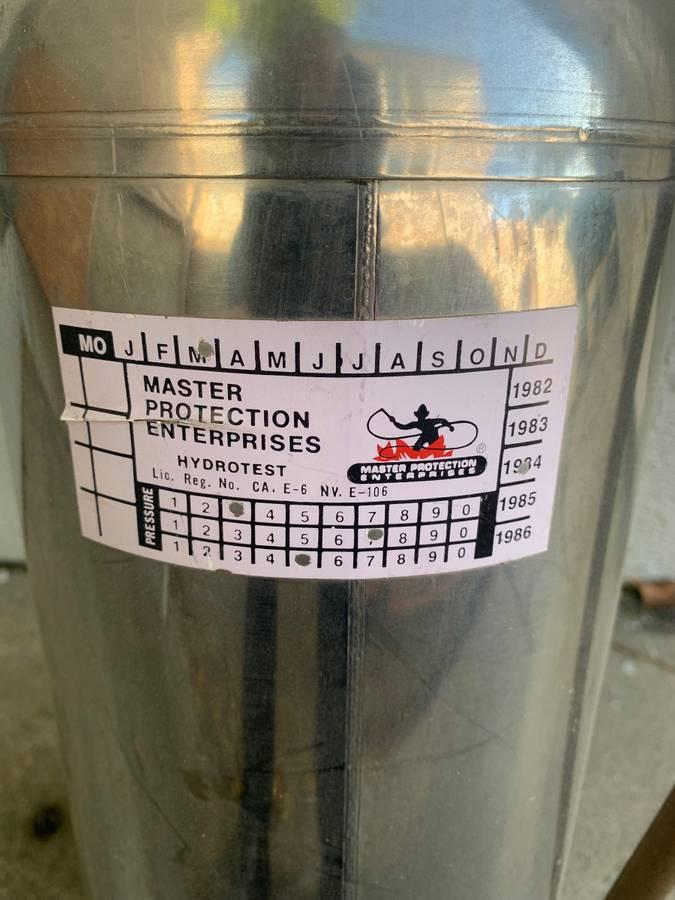 MO J F M A M J J A S O N D
MASTER
PROTECTION
ENTERPRISES
HYDROTEST
Lic. Reg. No. CA. E-6 NV. E-106
MASTER PROTECTION
ENTERPRISES
®
1982
1983
1984
1985
1986
PRESSURE
1 2 4 5 6 7 8 9 0
1 2 3 4 5 6 7 8 9 0
1 2 3 4 6 7 8 9 0